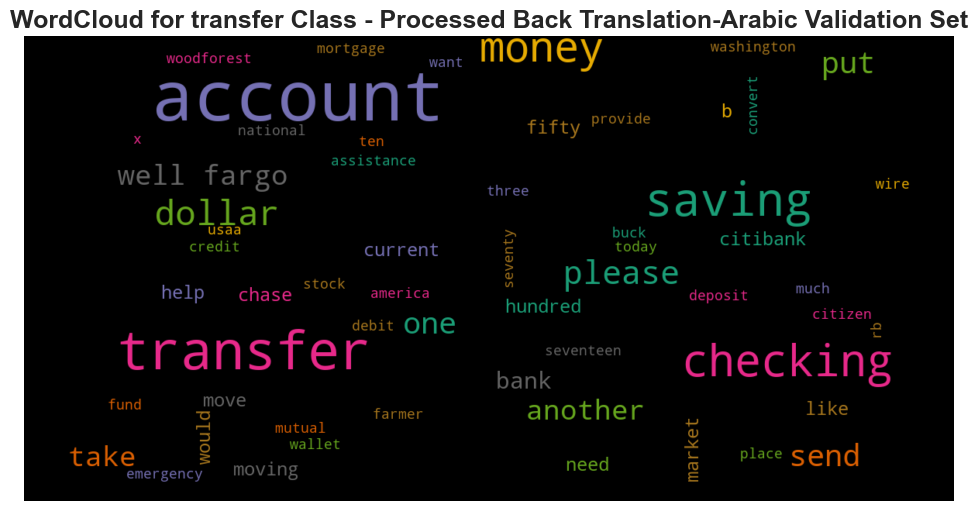 WordCloud for transfer Class - Processed Back Translation-Arabic Validation Set
money
mortgage
washington
woodforest
want
put
account
convert
b
fifty
provide
national
x
ten
assistance
well fargo
three
saving
wire
dollar
usaa
buck
citibank
credit
current
seventy
today
please
help
chase
stock
america
deposit
much
hundred
citizen
debit
one
rb
transfer
seventeen
checking
bank
fund
move
another
like
farmer
would
mutual
wallet
market
take
place
send
emergency
moving
need